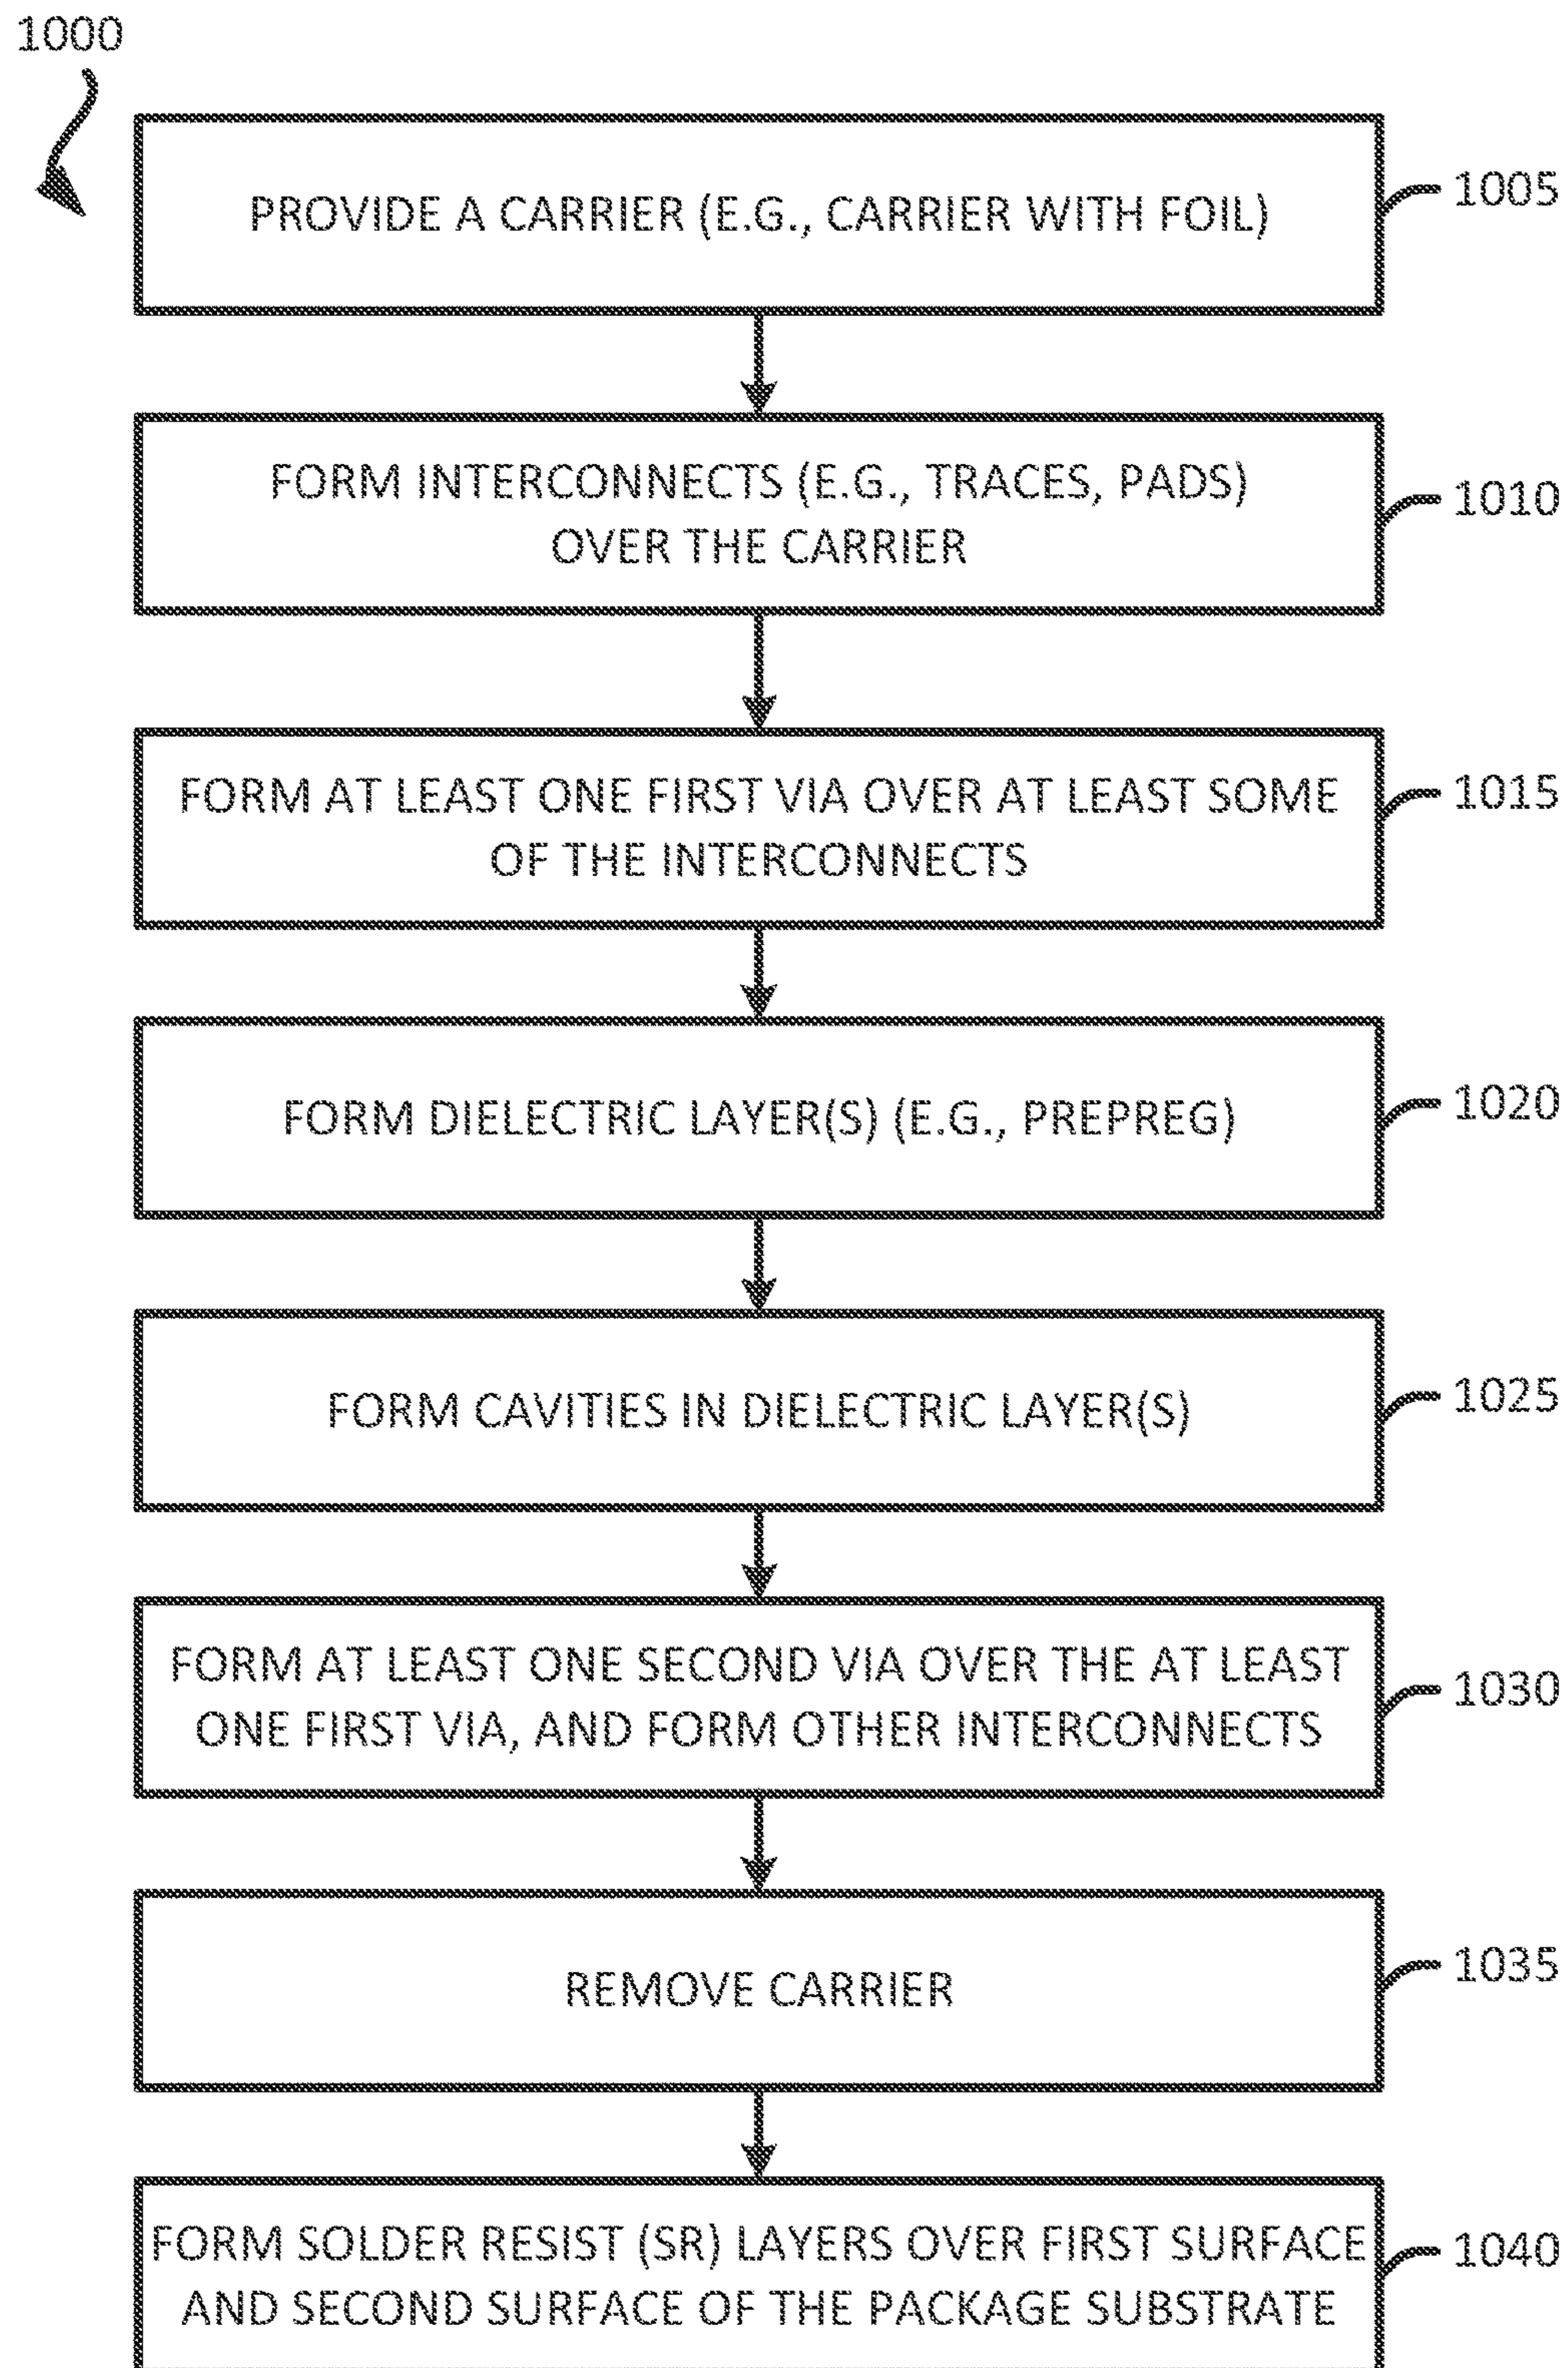 1000
PROVIDE A CARRIER (E.G., CARRIER WITH FOIL)
1005
FORM INTERCONNECTS (E.G., TRACES, PADS)
OVER THE CARRIER
1010
FORM AT LEAST ONE FIRST VIA OVER AT LEAST SOME
OF THE INTERCONNECTS
1015
FORM DIELECTRIC LAYER(S) (E.G., PREPREG)
1020
FORM CAVITIES IN DIELECTRIC LAYER(S)
1025
FORM AT LEAST ONE SECOND VIA OVER THE AT LEAST
ONE FIRST VIA, AND FORM OTHER INTERCONNECTS
1030
REMOVE CARRIER
1035
FORM SOLDER RESIST (SR) LAYERS OVER FIRST SURFACE
AND SECOND SURFACE OF THE PACKAGE SUBSTRATE
1040